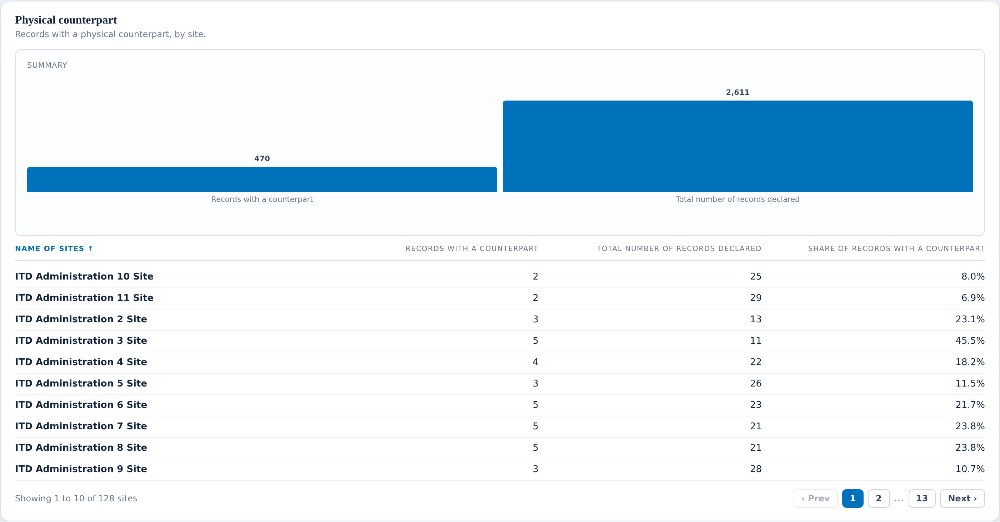 Physical counterpart
Records with a physical counterpart, by site.
SUMMARY
2,611
470
Records with a counterpart
Total number of records declared
NAME OF SITES ↑ RECORDS WITH A COUNTERPART TOTAL NUMBER OF RECORDS DECLARED SHARE OF RECORDS WITH A COUNTERPART
ITD Administration 10 Site 2 25 8.0%
ITD Administration 11 Site 2 29 6.9%
ITD Administration 2 Site 3 13 23.1%
ITD Administration 3 Site 5 11 45.5%
ITD Administration 4 Site 4 22 18.2%
ITD Administration 5 Site 3 26 11.5%
ITD Administration 6 Site 5 23 21.7%
ITD Administration 7 Site 5 21 23.8%
ITD Administration 8 Site 5 21 23.8%
ITD Administration 9 Site 3 28 10.7%
Showing 1 to 10 of 128 sites ‹ Prev 1 2 … 13 Next ›